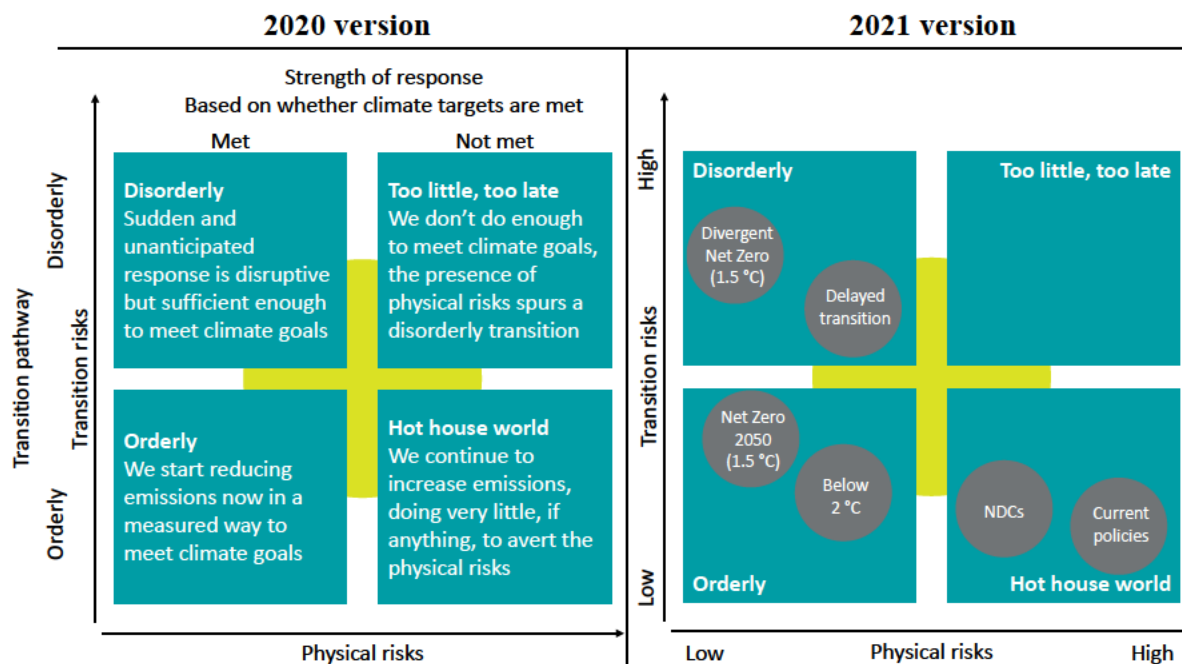 2020 version
Strength of response
Based on whether climate targets are met
Met
Not met
Transition pathway
Transition risks
Disorderly
Orderly
Disorderly
Sudden and
unanticipated
response is disruptive
but sufficient enough
to meet climate goals
Too little, too late
We don't do enough
to meet climate goals,
the presence of
physical risks spurs a
disorderly transition
Orderly
We start reducing
emissions now in a
measured way to
meet climate goals
Hot house world
We continue to
increase emissions,
doing very little, if
anything, to avert the
physical risks
Physical risks
2021 version
High
Transition risks
Low
Disorderly
Divergent
Net Zero
(1.5 °C)
Delayed
transition
Too little, too late
Net Zero
2050
(1.5 °C)
Below
2 °C
Orderly
NDCs
Current
policies
Hot house world
Low
Physical risks
High